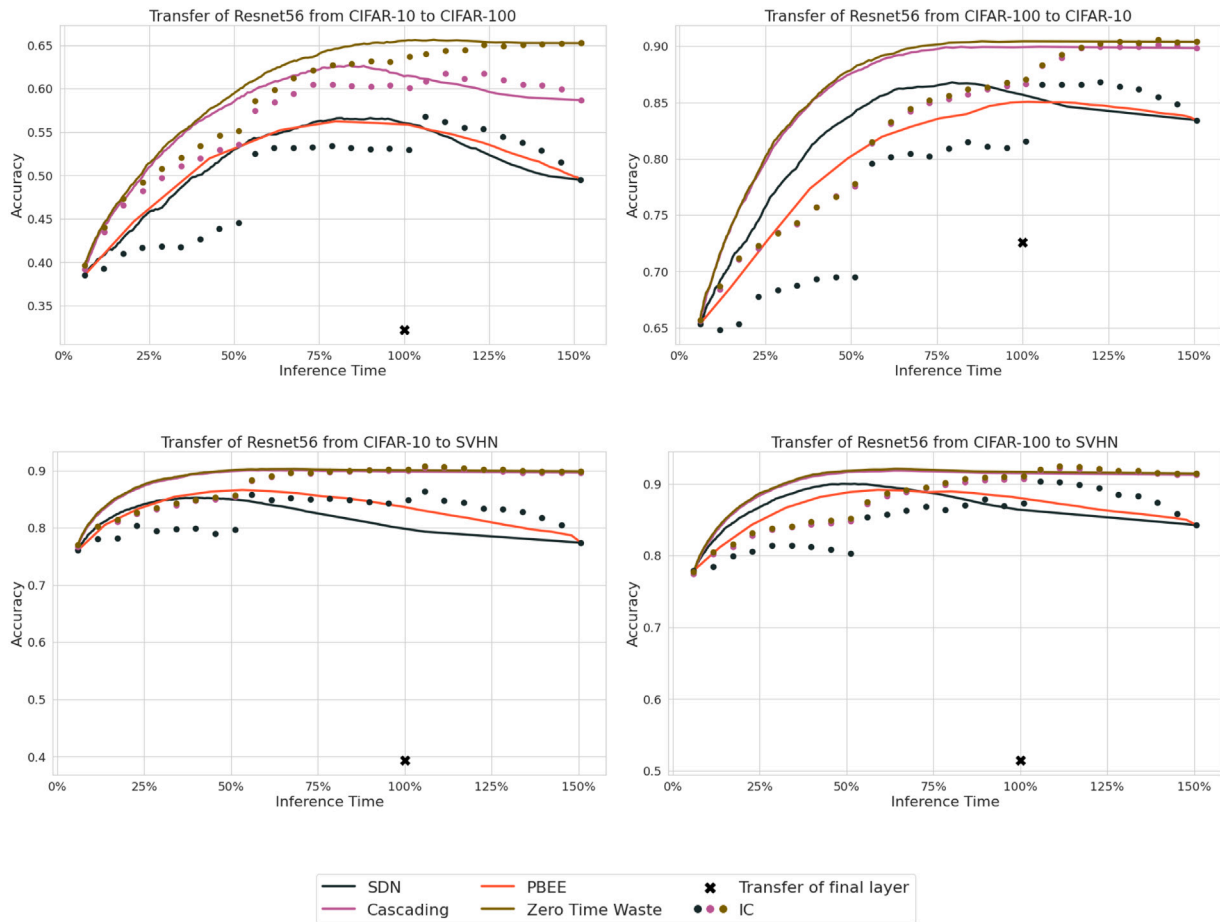 Transfer of Resnet56 from CIFAR-10 to CIFAR-100
Accuracy
0.65
0.60
0.55
0.50
0.45
0.40
0.35
0% 25% 50% 75% 100% 125% 150%
Inference Time
Transfer of Resnet56 from CIFAR-100 to CIFAR-10
Accuracy
0.90
0.85
0.80
0.75
0.70
0.65
0% 25% 50% 75% 100% 125% 150%
Inference Time
Transfer of Resnet56 from CIFAR-10 to SVHN
Accuracy
0.9
0.8
0.7
0.6
0.5
0.4
0% 25% 50% 75% 100% 125% 150%
Inference Time
Transfer of Resnet56 from CIFAR-100 to SVHN
Accuracy
0.9
0.8
0.7
0.6
0.5
0% 25% 50% 75% 100% 125% 150%
Inference Time
SDN PBEE Transfer of final layer
Cascading Zero Time Waste IC